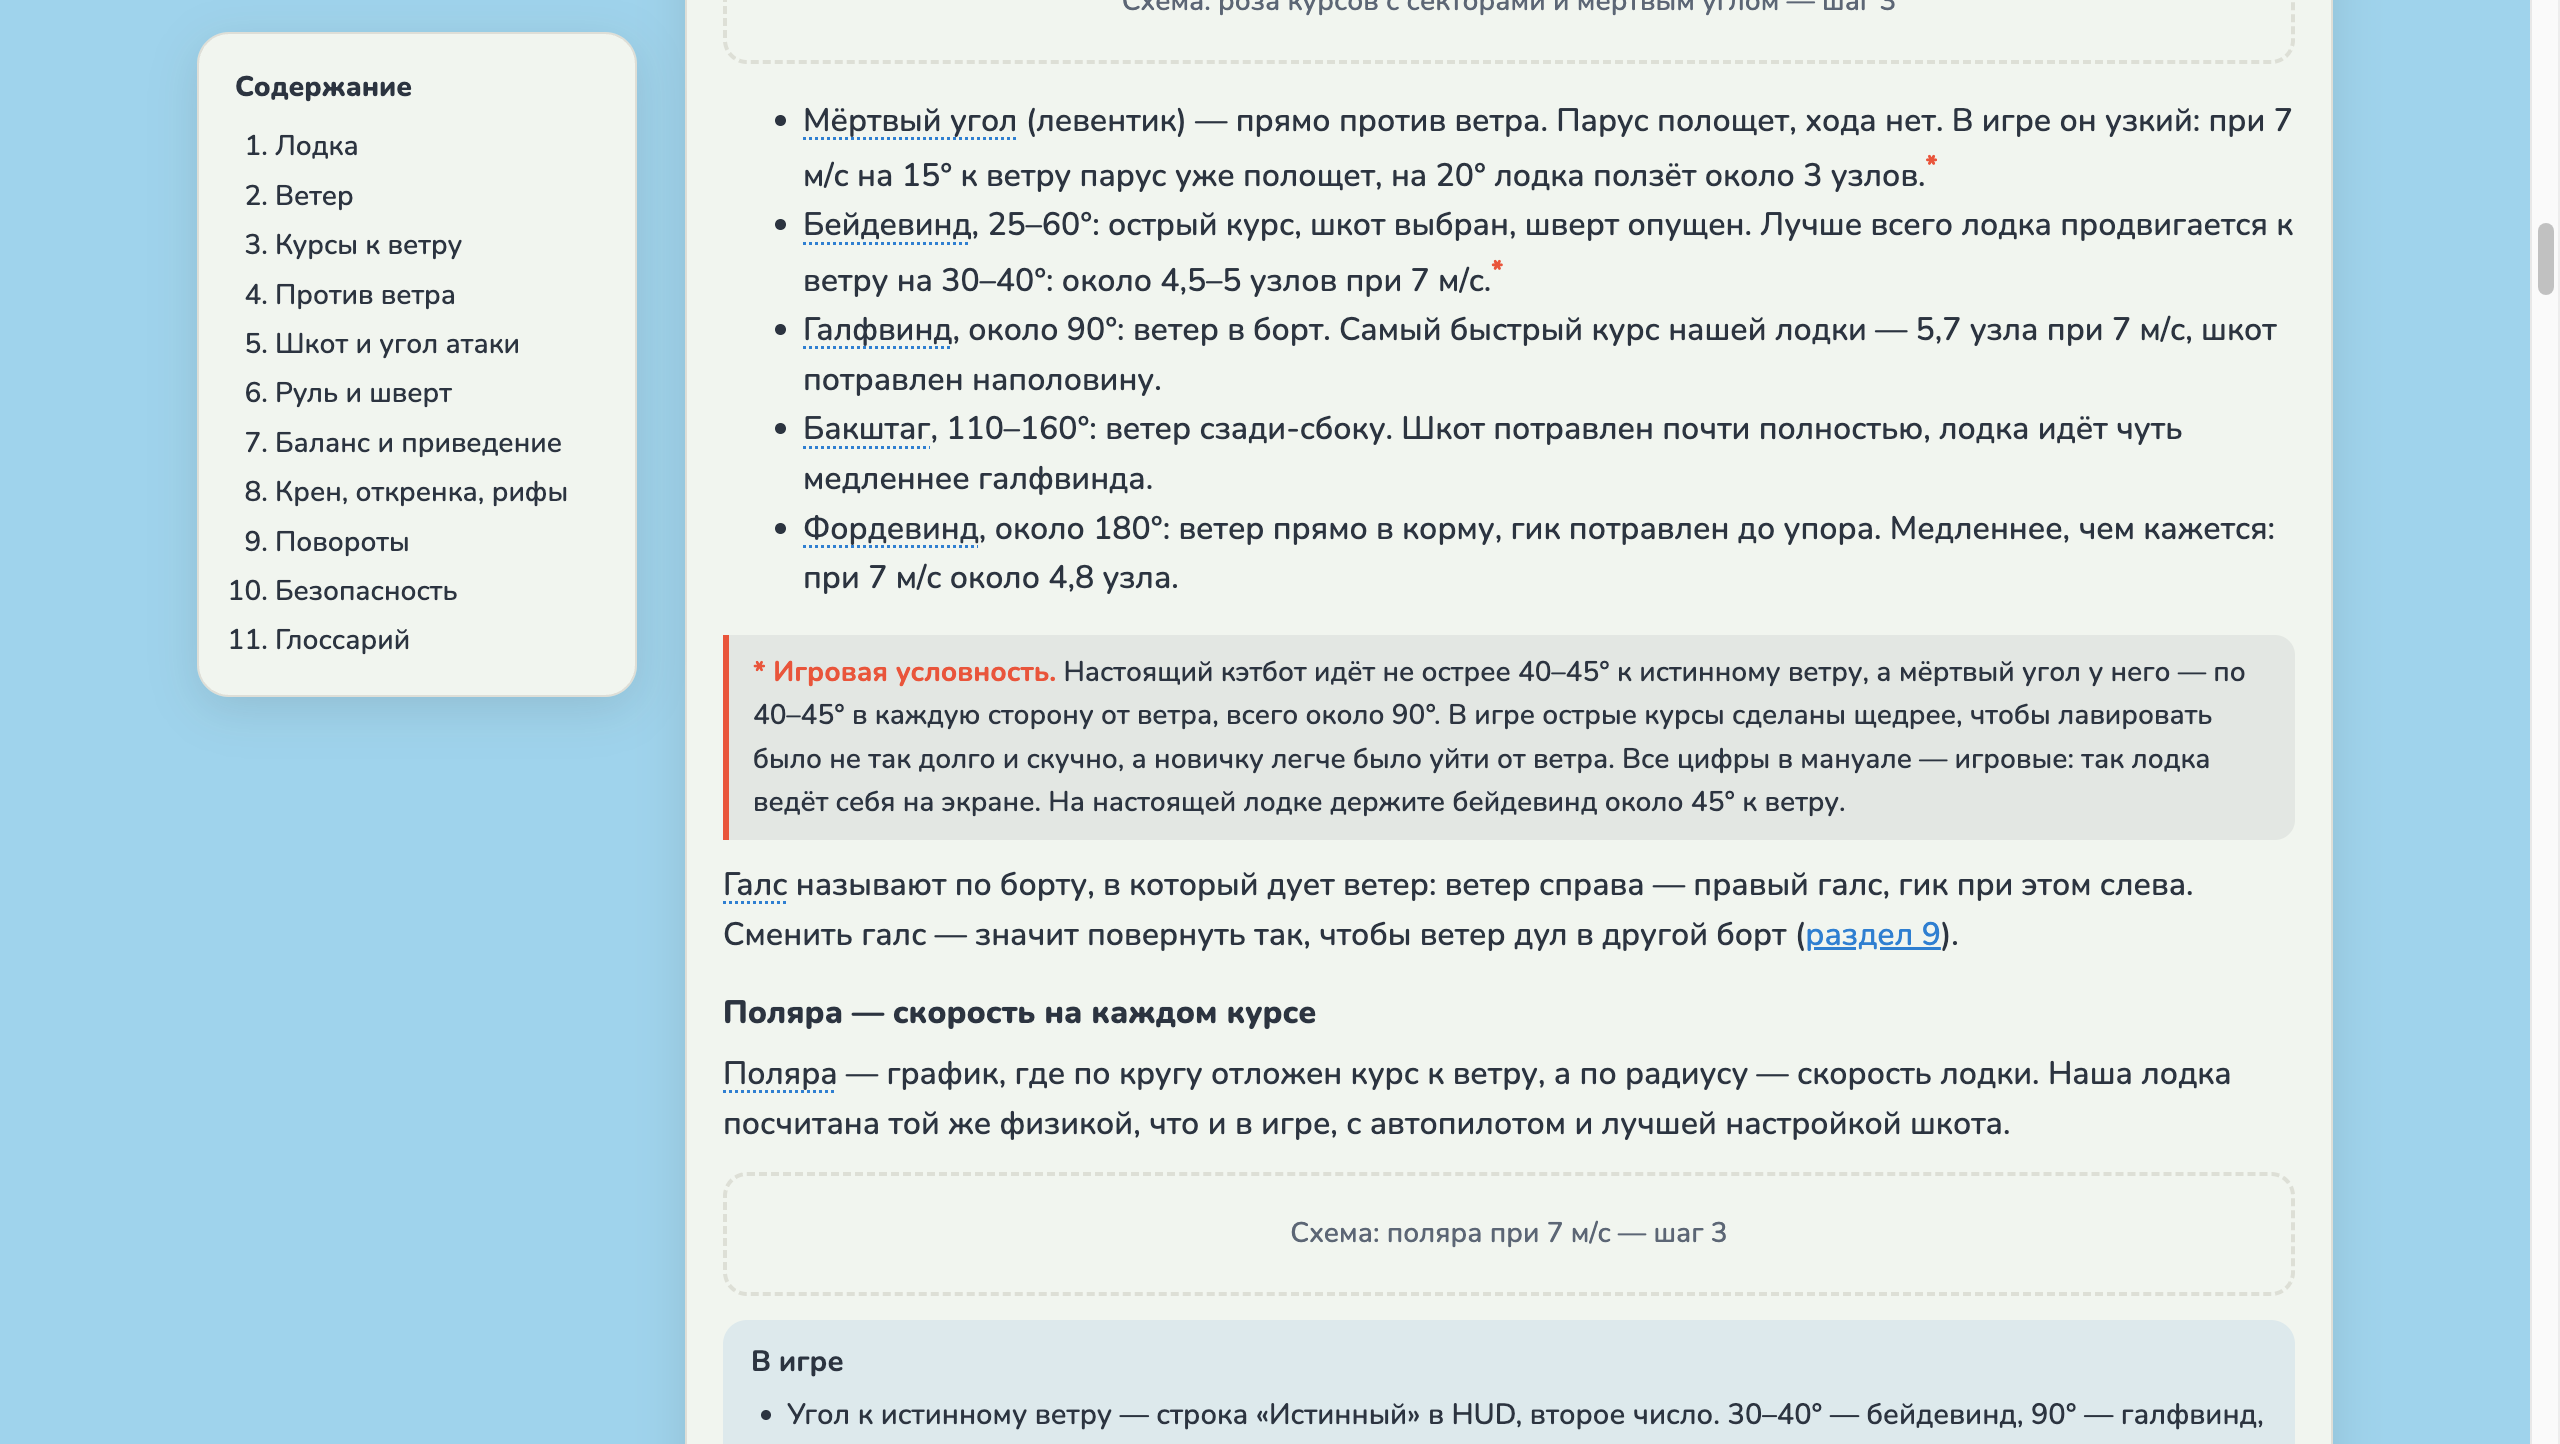 Содержание
1. Лодка
2. Ветер
3. Курсы к ветру
4. Против ветра
5. Шкот и угол атаки
6. Руль и шверт
7. Баланс и приведение
8. Крен, откренка, рифы
9. Повороты
10. Безопасность
11. Глоссарий
Схема: роза курсов с секторами и мёртвым углом — шаг 3
• Мёртвый угол (левентик) — прямо против ветра. Парус полощет, хода нет. В игре он узкий: при 7
м/с на 15° к ветру парус уже полощет, на 20° лодка ползёт около 3 узлов.*
• Бейдевинд, 25–60°: острый курс, шкот выбран, шверт опущен. Лучше всего лодка продвигается к
ветру на 30–40°: около 4,5–5 узлов при 7 м/с.*
• Галфвинд, около 90°: ветер в борт. Самый быстрый курс нашей лодки — 5,7 узла при 7 м/с, шкот
потравлен наполовину.
• Бакштаг, 110–160°: ветер сзади-сбоку. Шкот потравлен почти полностью, лодка идёт чуть
медленнее галфвинда.
• Фордевинд, около 180°: ветер прямо в корму, гик потравлен до упора. Медленнее, чем кажется:
при 7 м/с около 4,8 узла.
* Игровая условность. Настоящий кэтбот идёт не острее 40–45° к истинному ветру, а мёртвый угол у него — по
40–45° в каждую сторону от ветра, всего около 90°. В игре острые курсы сделаны щедрее, чтобы лавировать
было не так долго и скучно, а новичку легче было уйти от ветра. Все цифры в мануале — игровые: так лодка
ведёт себя на экране. На настоящей лодке держите бейдевинд около 45° к ветру.
Галс называют по борту, в который дует ветер: ветер справа — правый галс, гик при этом слева.
Сменить галс — значит повернуть так, чтобы ветер дул в другой борт (раздел 9).
Поляра — скорость на каждом курсе
Поляра — график, где по кругу отложен курс к ветру, а по радиусу — скорость лодки. Наша лодка
посчитана той же физикой, что и в игре, с автопилотом и лучшей настройкой шкота.
Схема: поляра при 7 м/с — шаг 3
В игре
• Угол к истинному ветру — строка «Истинный» в HUD, второе число. 30–40° — бейдевинд, 90° — галфвинд,